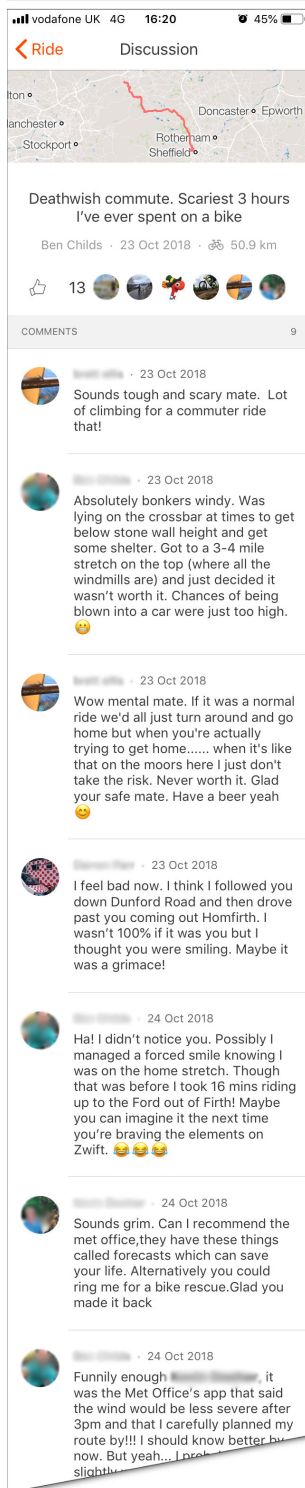 vodafone UK 4G 16:20 45%
Ride Discussion
lton
Doncaster Epworth
lanchester
Rotherham
Stockport
Sheffield
Deathwish commute. Scariest 3 hours
I've ever spent on a bike
Ben Childs · 23 Oct 2018 · 50.9 km
13
COMMENTS 9
· 23 Oct 2018
Sounds tough and scary mate. Lot
of climbing for a commuter ride
that!
· 23 Oct 2018
Absolutely bonkers windy. Was
lying on the crossbar at times to get
below stone wall height and get
some shelter. Got to a 3-4 mile
stretch on the top (where all the
windmills are) and just decided it
wasn't worth it. Chances of being
blown into a car were just too high.
😬
· 23 Oct 2018
Wow mental mate. If it was a normal
ride we'd all just turn around and go
home but when you're actually
trying to get home...... when it's like
that on the moors here I just don't
take the risk. Never worth it. Glad
your safe mate. Have a beer yeah
😊
· 23 Oct 2018
I feel bad now. I think I followed you
down Dunford Road and then drove
past you coming out Homfirth. I
wasn't 100% if it was you but I
thought you were smiling. Maybe it
was a grimace!
· 24 Oct 2018
Ha! I didn't notice you. Possibly I
managed a forced smile knowing I
was on the home stretch. Though
that was before I took 16 mins riding
up to the Ford out of Firth! Maybe
you can imagine it the next time
you're braving the elements on
Zwift. 😂😂😂
· 24 Oct 2018
Sounds grim. Can I recommend the
met office,they have these things
called forecasts which can save
your life. Alternatively you could
ring me for a bike rescue.Glad you
made it back
· 24 Oct 2018
Funnily enough , it
was the Met Office's app that said
the wind would be less severe after
3pm and that I carefully planned my
route by!!! I should know better by
now. But yeah... I
slightly